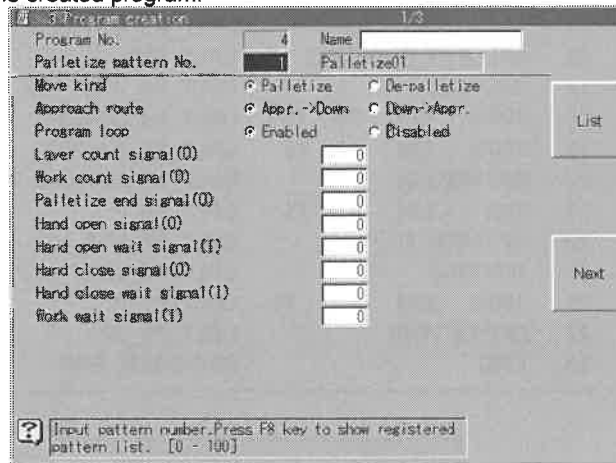 s created program.
3 Program creation 1/3
Program No. 4 Name
Palletize pattern No. 1 Palletize01
Move kind Palletize De-palletize
Approach route Appr.->Down Down->Appr.
Program loop Enabled Disabled
List
Layer count signal(O) 0
Work count signal(O) 0
Palletize end signal(O) 0
Hand open signal(O) 0
Hand open wait signal(I) 0
Hand close signal(O) 0
Hand close wait signal(I) 0
Next
Work wait signal(I) 0
Input pattern number.Press F8 key to show registered
pattern list. [0 - 100]